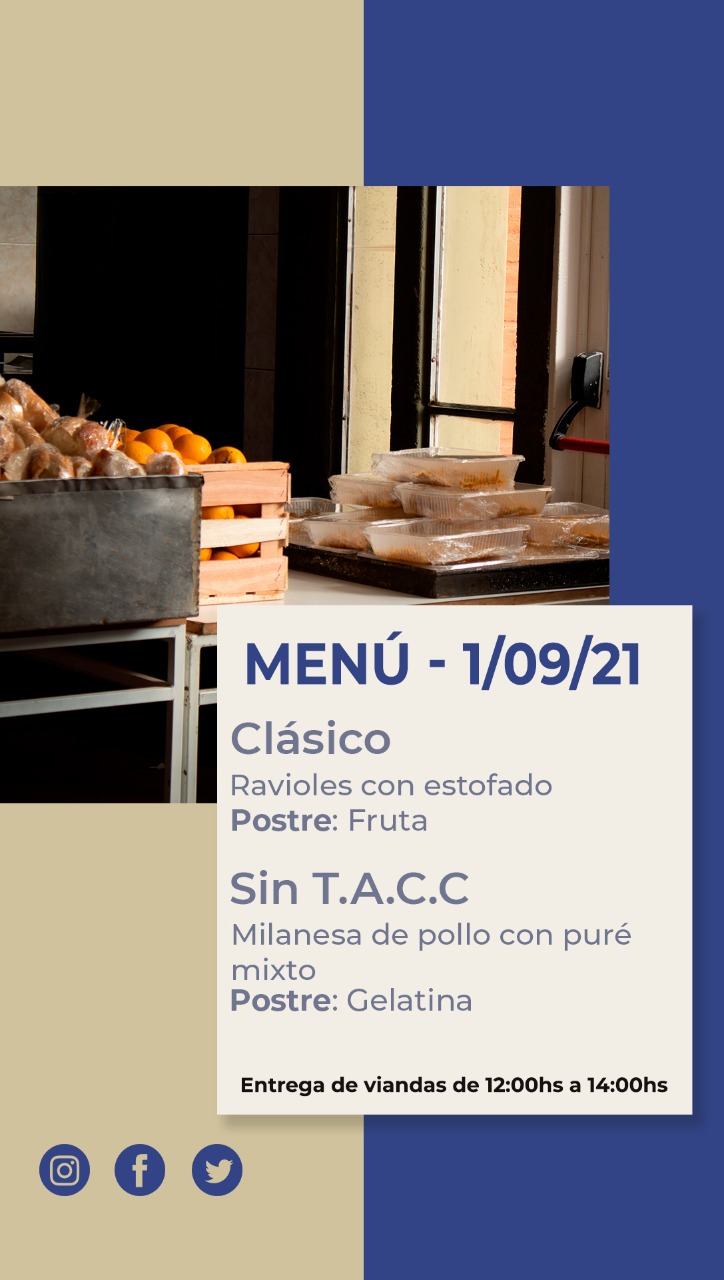 MENÚ - 1/09/21
Clásico
Ravioles con estofado
Postre: Fruta
Sin T.A.C.C
Milanesa de pollo con puré
mixto
Postre: Gelatina
Entrega de viandas de 12:00hs a 14:00hs